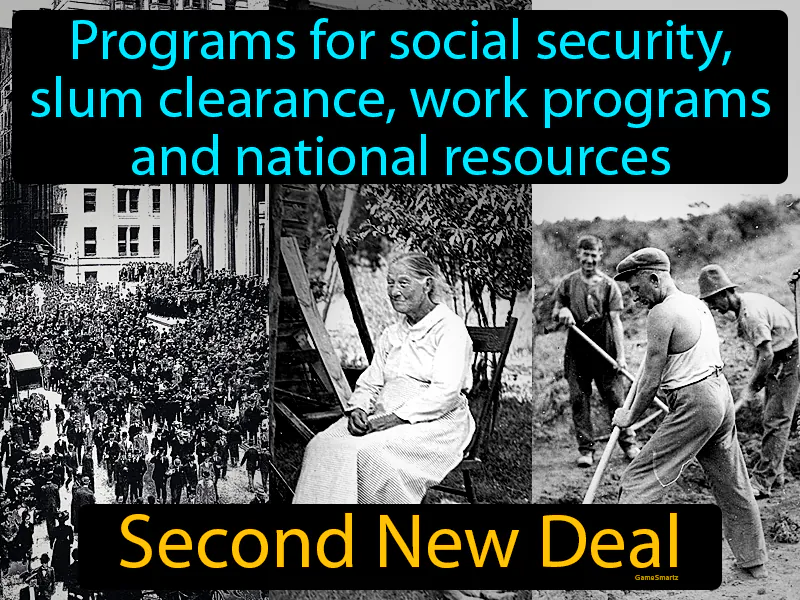 Programs for social security,
slum clearance, work programs
and national resources
Second New Deal
GameSmartz